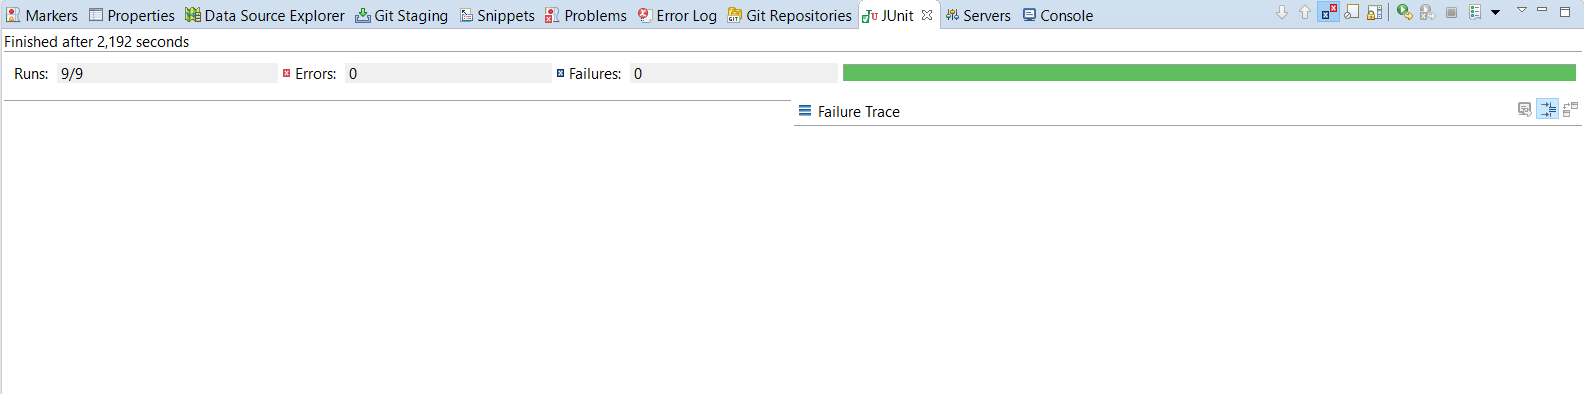 Markers Properties Data Source Explorer Git Staging Snippets Problems Error Log Git Repositories JUnit Servers Console
Finished after 2,192 seconds
Runs: 9/9 Errors: 0 Failures: 0
Failure Trace